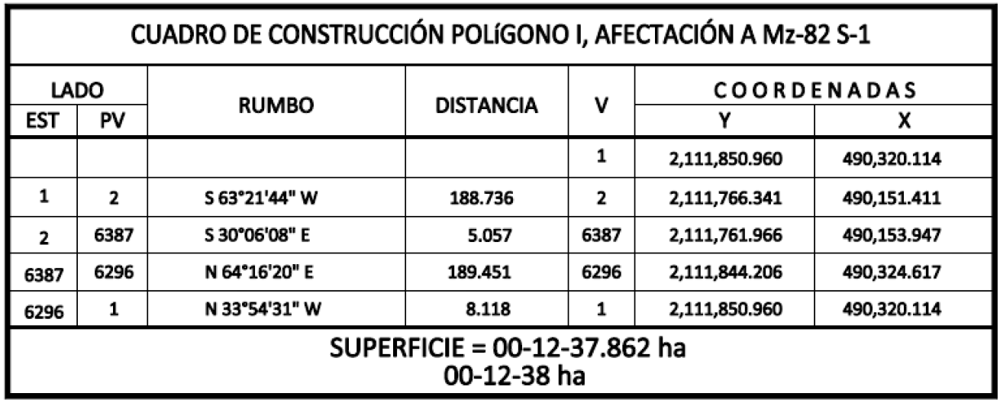 CUADRO DE CONSTRUCCIÓN POLíGONO I, AFECTACIÓN A Mz-82 S-1
LADO RUMBO DISTANCIA V C O O R D E N A D A S
EST PV Y X
1 2,111,850.960 490,320.114
1 2 S 63°21'44" W 188.736 2 2,111,766.341 490,151.411
2 6387 S 30°06'08" E 5.057 6387 2,111,761.966 490,153.947
6387 6296 N 64°16'20" E 189.451 6296 2,111,844.206 490,324.617
6296 1 N 33°54'31" W 8.118 1 2,111,850.960 490,320.114
SUPERFICIE = 00-12-37.862 ha
00-12-38 ha